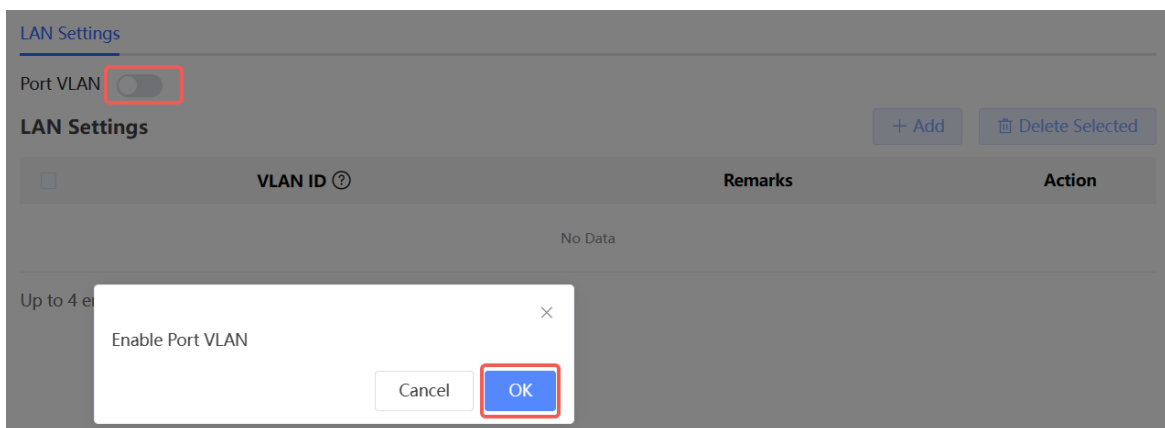 LAN Settings
Port VLAN
LAN Settings
+ Add
Delete Selected
VLAN ID ?
Remarks
Action
No Data
Up to 4
Enable Port VLAN
Cancel
OK